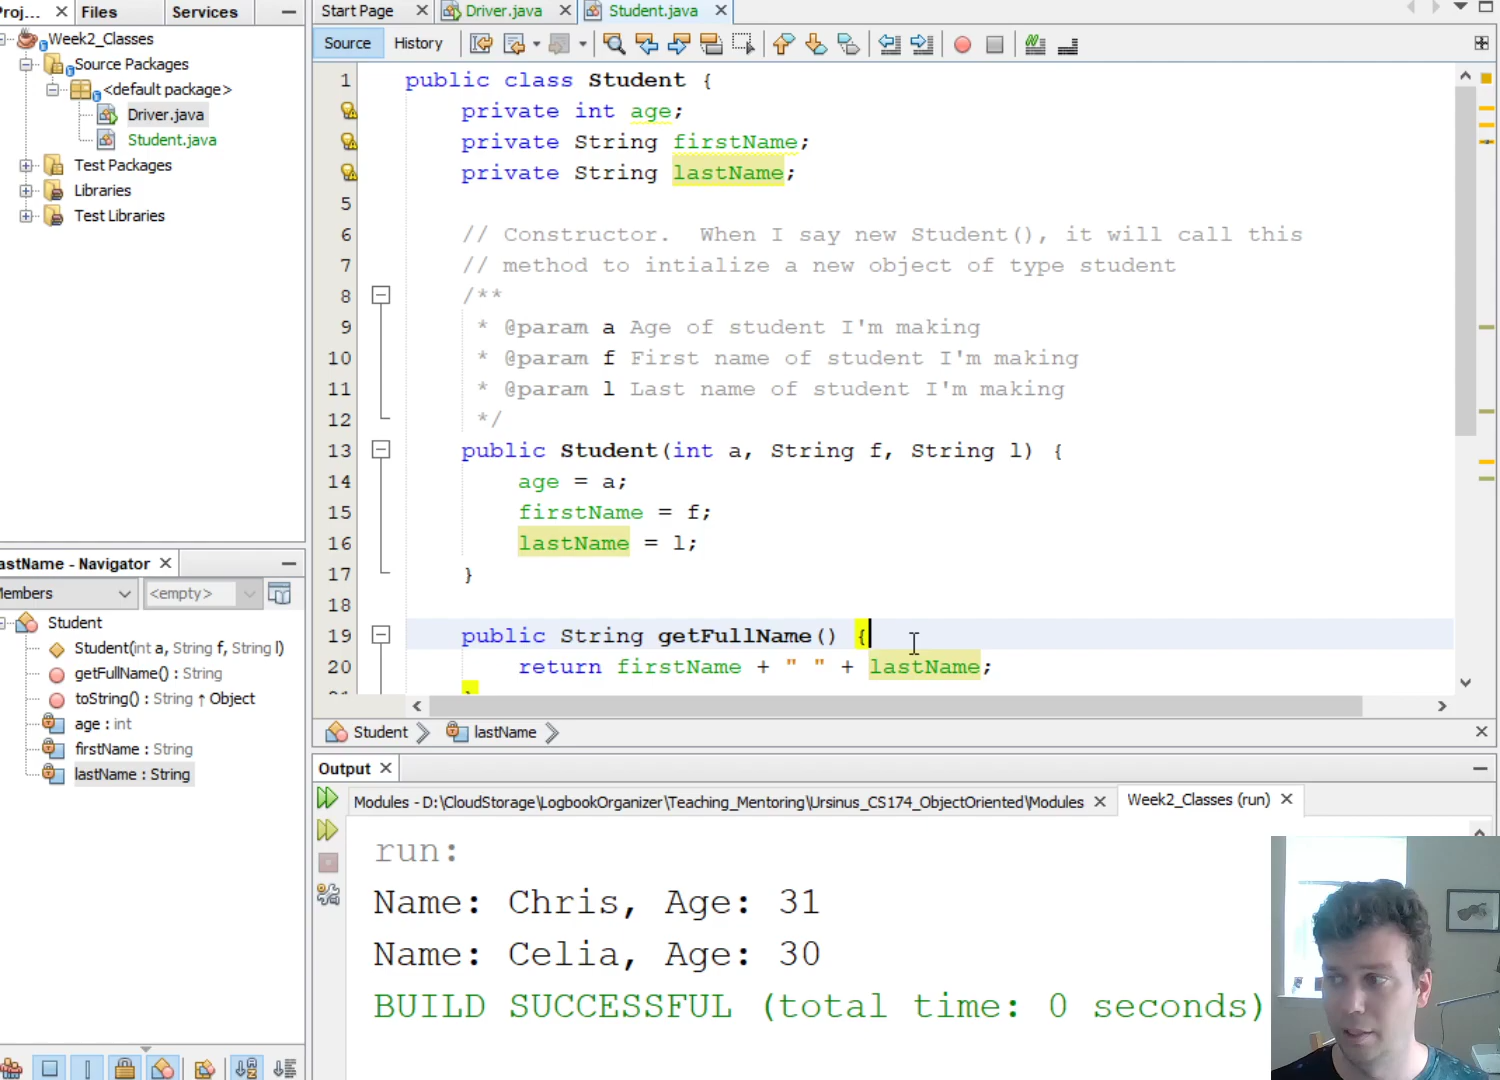 Proj... Files Services
Start Page Driver.java Student.java
Source History
Week2_Classes
Source Packages
<default package>
Driver.java
Student.java
Test Packages
Libraries
Test Libraries
1 public class Student {
private int age;
private String firstName;
private String lastName;
5
6 // Constructor. When I say new Student(), it will call this
7 // method to intialize a new object of type student
8 /**
9 * @param a Age of student I'm making
10 * @param f First name of student I'm making
11 * @param l Last name of student I'm making
12 */
13 public Student(int a, String f, String l) {
14 age = a;
15 firstName = f;
16 lastName = l;
17 }
18
19 public String getFullName() {
20 return firstName + " " + lastName;
Student lastName
astName - Navigator
Members <empty>
Student
Student(int a, String f, String l)
getFullName() : String
toString() : String ↑ Object
age : int
firstName : String
lastName : String
Output
Modules - D:\CloudStorage\LogbookOrganizer\Teaching_Mentoring\Ursinus_CS174_ObjectOriented\Modules Week2_Classes (run)
run:
Name: Chris, Age: 31
Name: Celia, Age: 30
BUILD SUCCESSFUL (total time: 0 seconds)